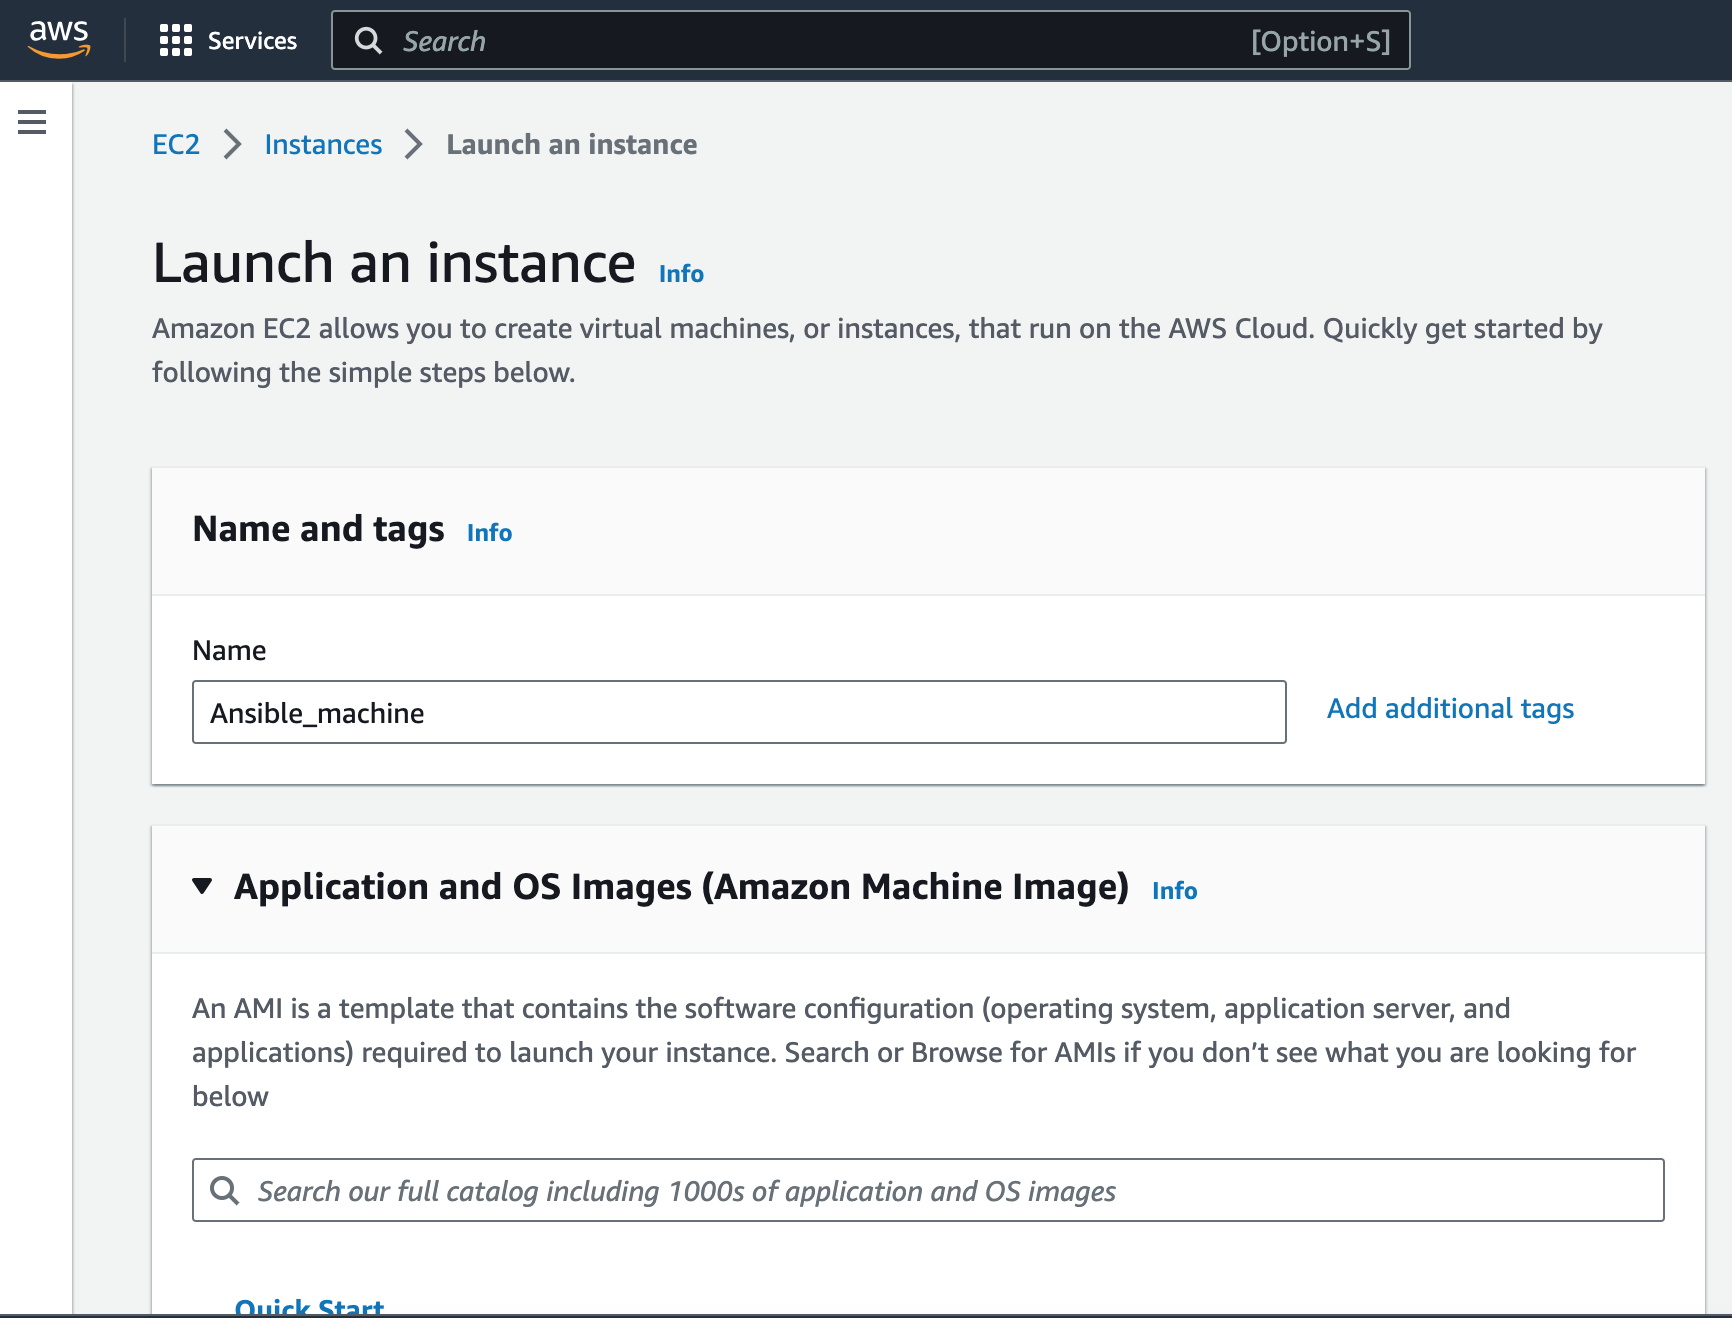 aws
Services
Search
[Option+S]
EC2 > Instances > Launch an instance
Launch an instance Info
Amazon EC2 allows you to create virtual machines, or instances, that run on the AWS Cloud. Quickly get started by
following the simple steps below.
Name and tags Info
Name
Ansible_machine
Add additional tags
Application and OS Images (Amazon Machine Image) Info
An AMI is a template that contains the software configuration (operating system, application server, and
applications) required to launch your instance. Search or Browse for AMIs if you don’t see what you are looking for
below
Search our full catalog including 1000s of application and OS images
Quick Start